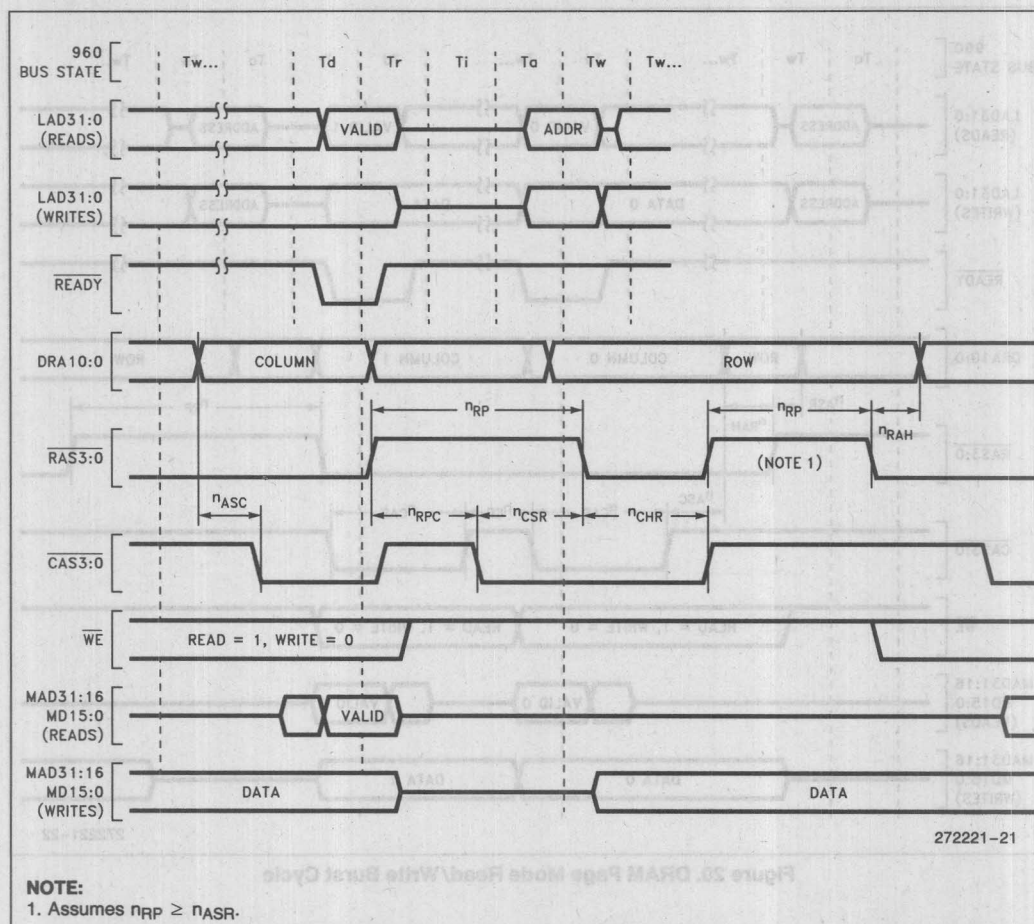 960
BUS STATE
Tw... Td Tr Ti Ta Tw Tw...
LAD31:0
(READS)
VALID ADDR
LAD31:0
(WRITES)
READY
DRA10:0
COLUMN ROW
nRP nRP
nRAH
RAS3:0
(NOTE 1)
nASC
nRPC nCSR nCHR
CAS3:0
WE
READ = 1, WRITE = 0
MAD31:16
MD15:0
(READS)
VALID
MAD31:16
MD15:0
(WRITES)
DATA DATA
272221-21
NOTE:
1. Assumes nRP ≥ nASR.